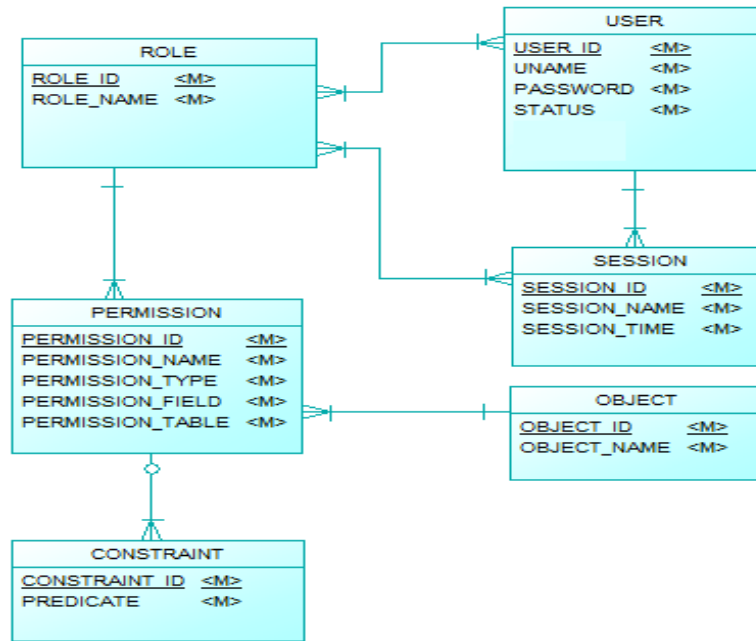 ROLE
ROLE_ID <M>
ROLE_NAME <M>
USER
USER_ID <M>
UNAME <M>
PASSWORD <M>
STATUS <M>
SESSION
SESSION_ID <M>
SESSION_NAME <M>
SESSION_TIME <M>
PERMISSION
PERMISSION_ID <M>
PERMISSION_NAME <M>
PERMISSION_TYPE <M>
PERMISSION_FIELD <M>
PERMISSION_TABLE <M>
OBJECT
OBJECT_ID <M>
OBJECT_NAME <M>
CONSTRAINT
CONSTRAINT_ID <M>
PREDICATE <M>